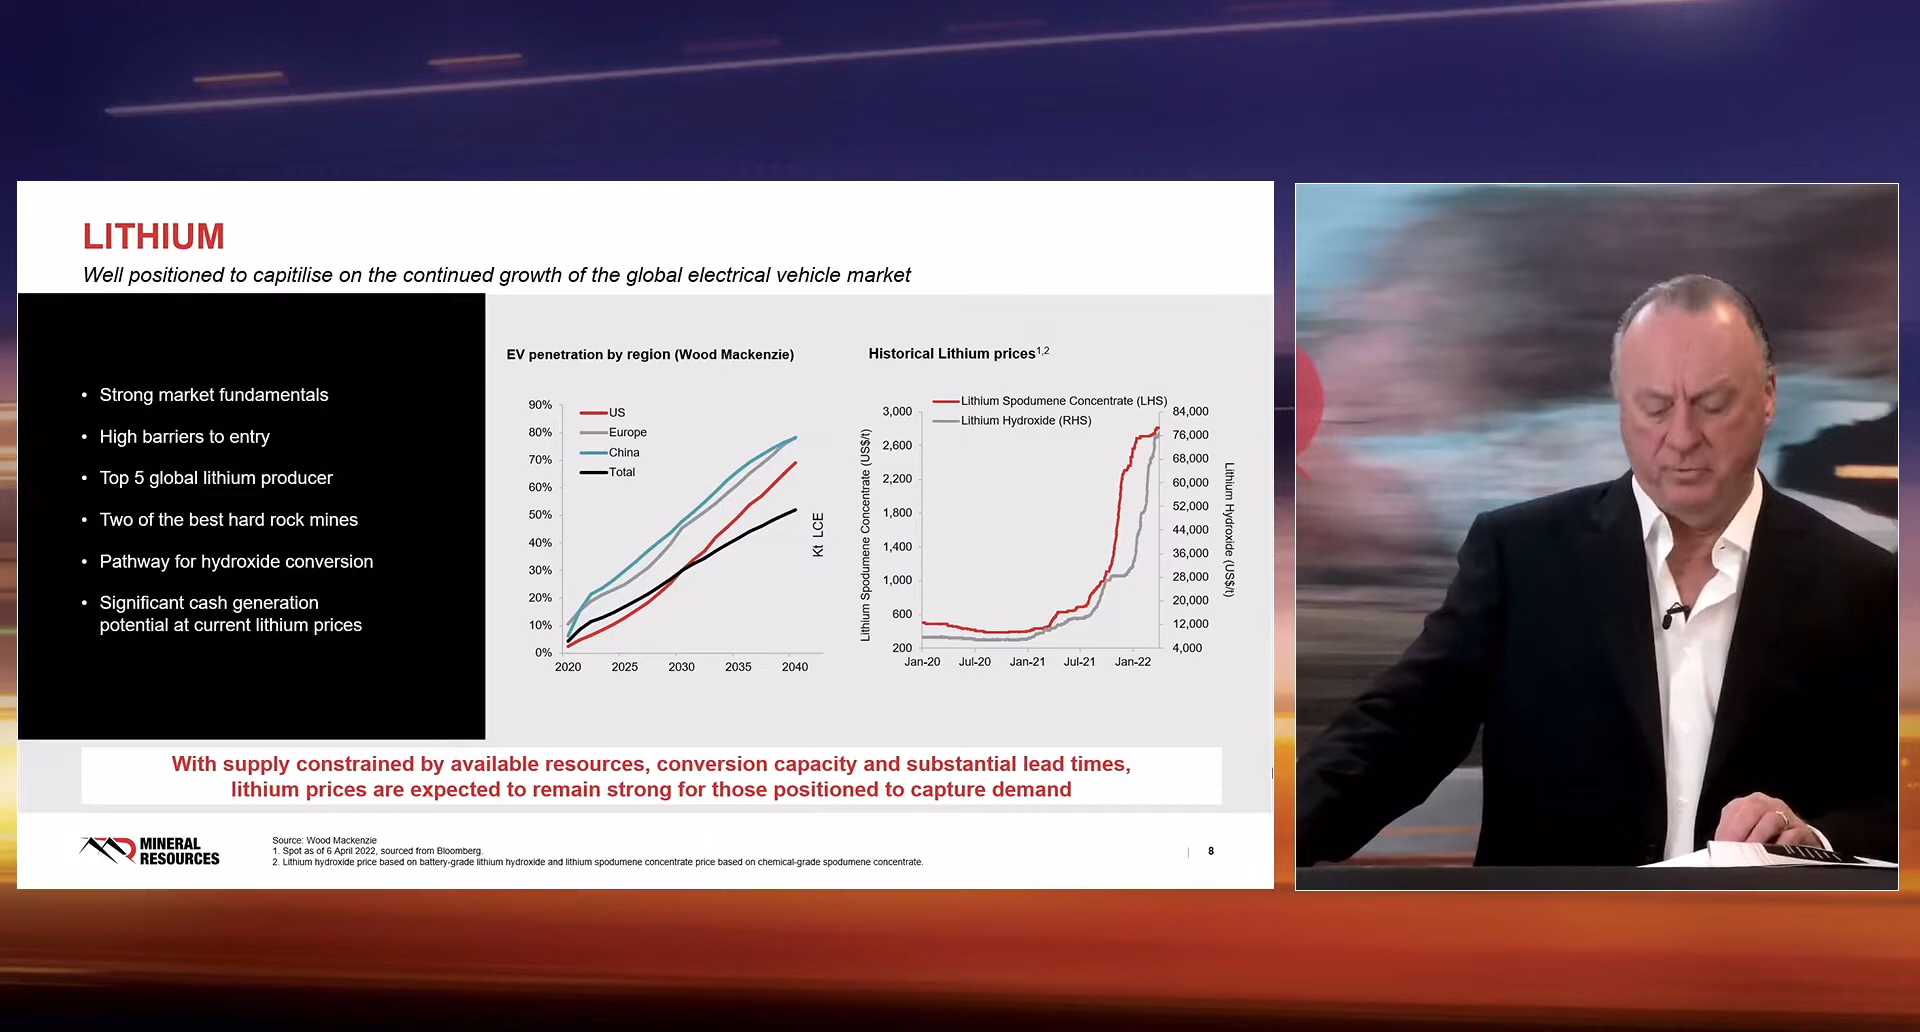 LITHIUM
Well positioned to capitilise on the continued growth of the global electrical vehicle market
• Strong market fundamentals
• High barriers to entry
• Top 5 global lithium producer
• Two of the best hard rock mines
• Pathway for hydroxide conversion
• Significant cash generation
potential at current lithium prices
EV penetration by region (Wood Mackenzie)
90%
80%
70%
60%
50%
40%
30%
20%
10%
0%
US
Europe
China
Total
2020 2025 2030 2035 2040
Kt LCE
Historical Lithium prices1,2
Lithium Spodumene Concentrate (LHS)
Lithium Hydroxide (RHS)
Lithium Spodumene Concentrate (US$/t)
3,000
2,600
2,200
1,800
1,400
1,000
600
200
84,000
76,000
68,000
60,000
52,000
44,000
36,000
28,000
20,000
12,000
4,000
Lithium Hydroxide (US$/t)
Jan-20 Jul-20 Jan-21 Jul-21 Jan-22
With supply constrained by available resources, conversion capacity and substantial lead times,
lithium prices are expected to remain strong for those positioned to capture demand
MINERAL
RESOURCES
Source: Wood Mackenzie
1. Spot as of 6 April 2022, sourced from Bloomberg.
2. Lithium hydroxide price based on battery-grade lithium hydroxide and lithium spodumene concentrate price based on chemical-grade spodumene concentrate.
8